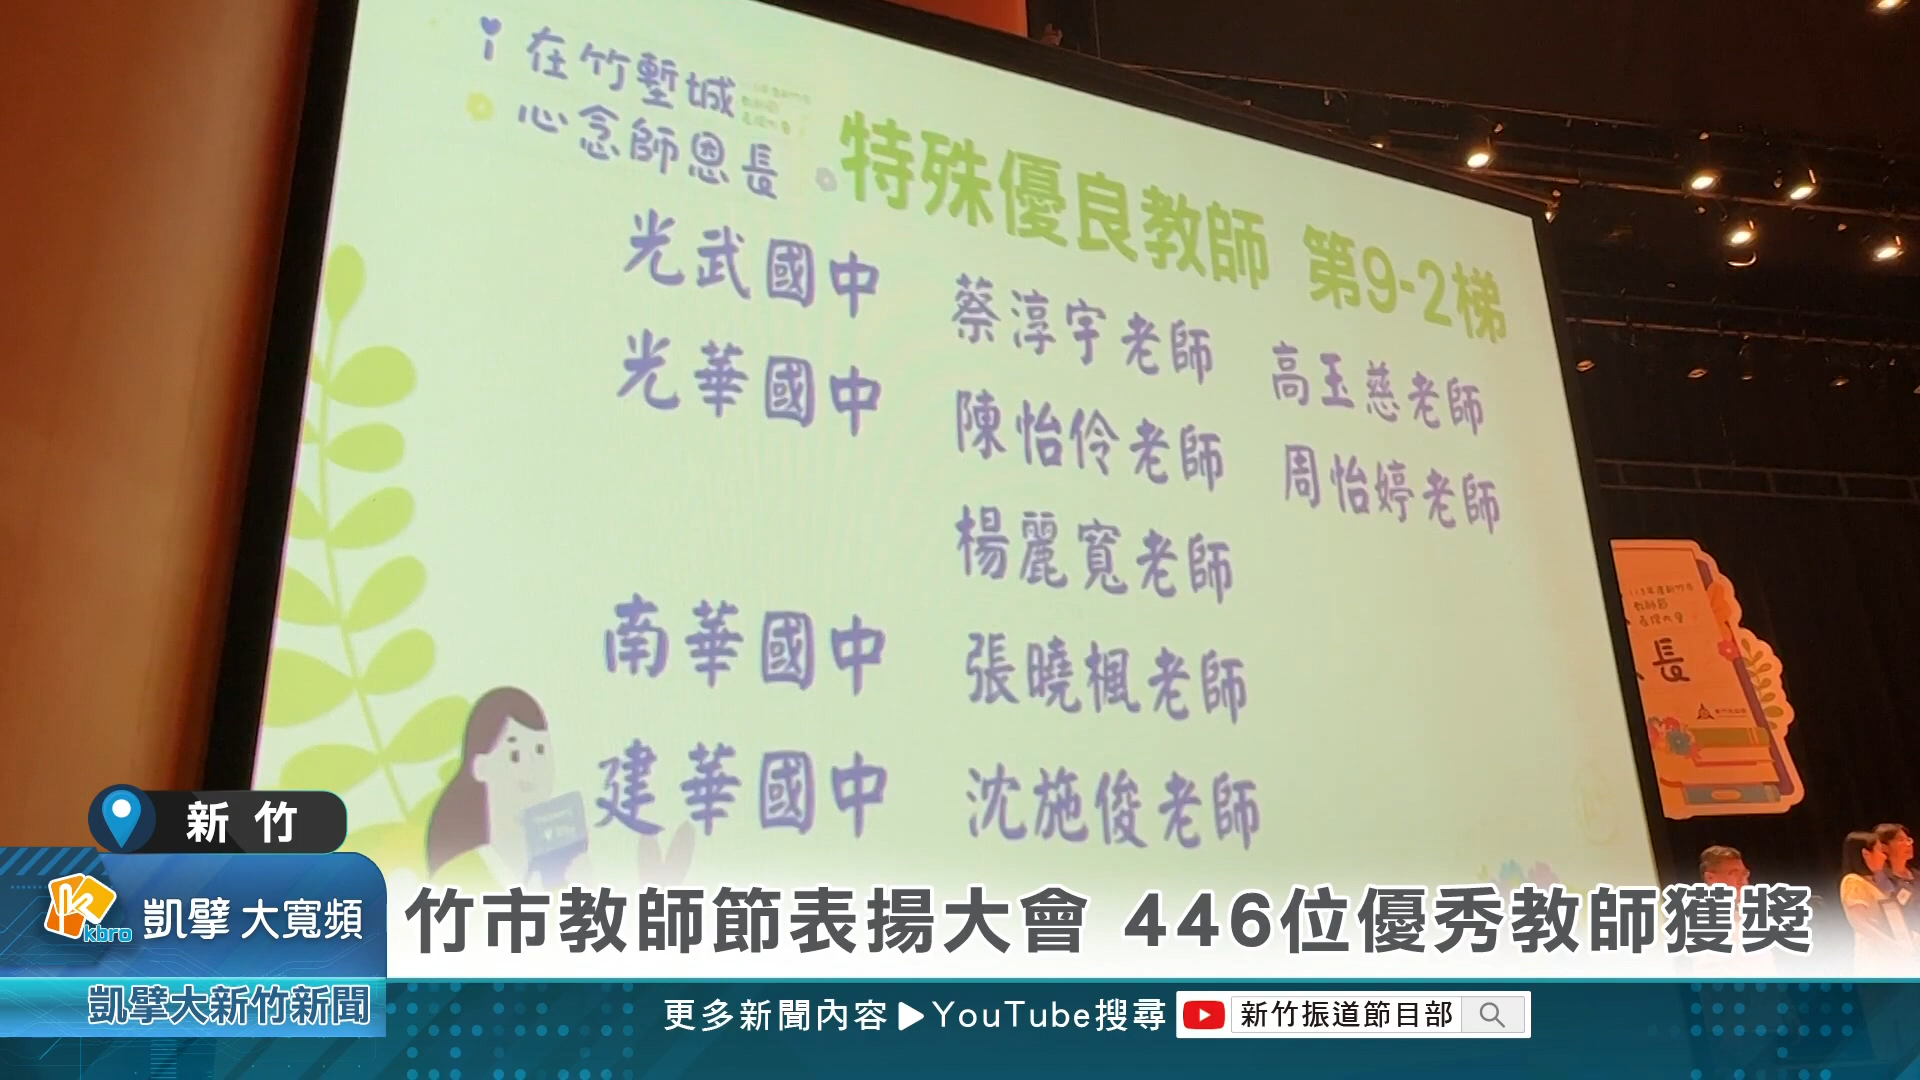 在竹塹城
心念師恩長
特殊優良教師 第9-2梯
光武國中 蔡淳宇老師 高玉慈老師
光華國中 陳怡伶老師 周怡婷老師
楊麗寬老師
南華國中 張曉楓老師
建華國中 沈施俊老師
長
新竹
kbro 凱擘大寬頻
竹市教師節表揚大會 446位優秀教師獲獎
凱擘大新竹新聞
更多新聞內容▶YouTube搜尋 新竹振道節目部